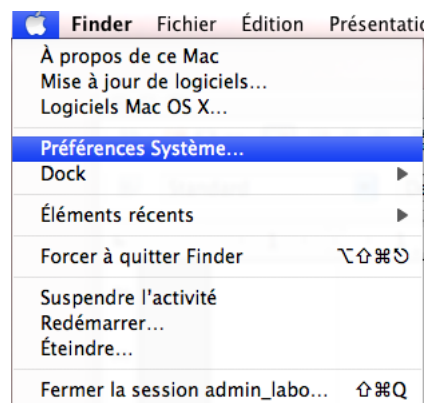 Finder Fichier Édition Présentatio
À propos de ce Mac
Mise à jour de logiciels...
Logiciels Mac OS X...
Préférences Système...
Dock
Éléments récents
Forcer à quitter Finder ⌥⇧⌘⎋
Suspendre l'activité
Redémarrer...
Éteindre...
Fermer la session admin_labo... ⇧⌘Q